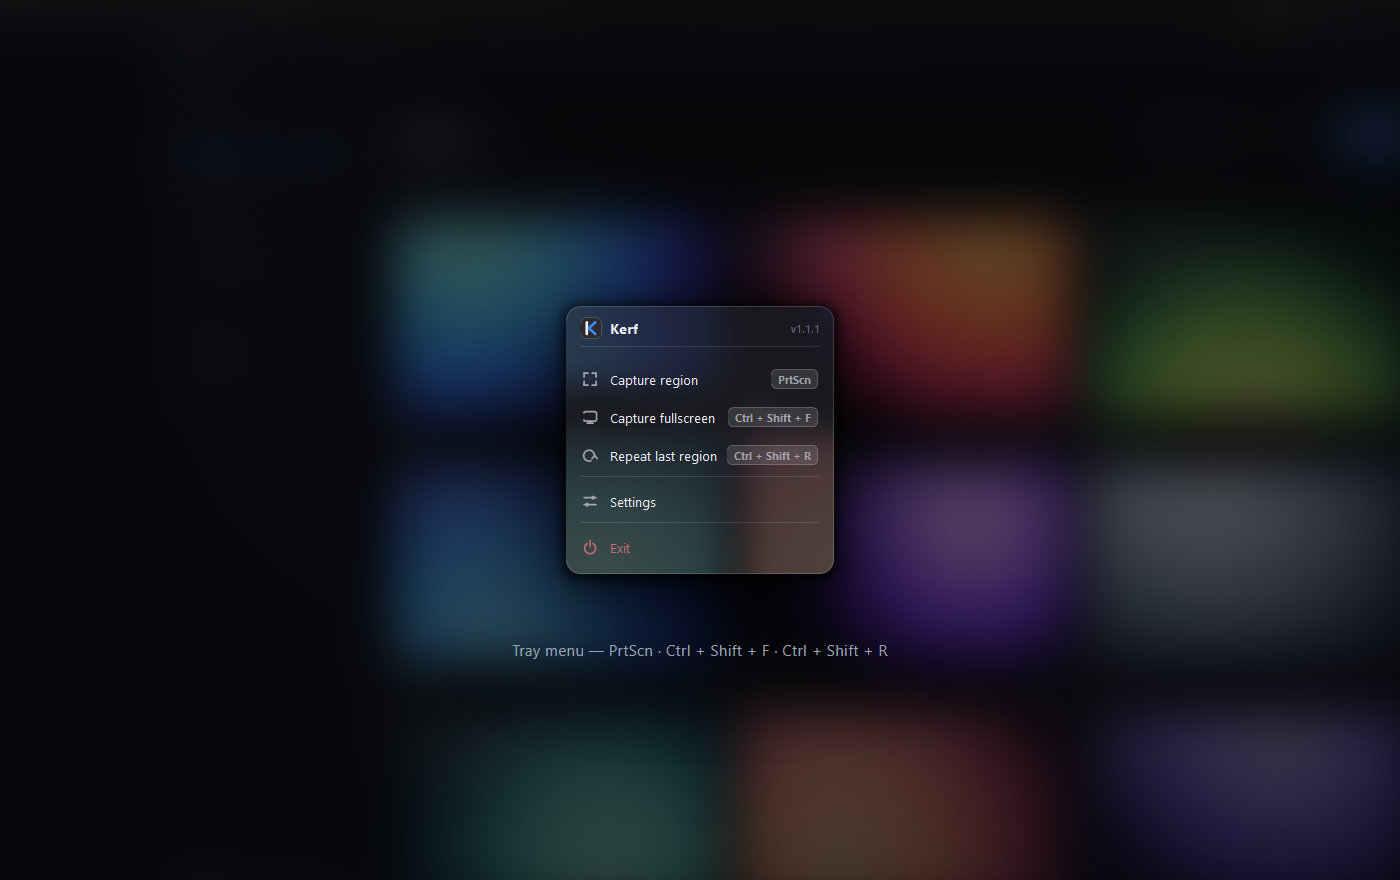 Kerf v1.1.1
Capture region PrtScn
Capture fullscreen Ctrl + Shift + F
Repeat last region Ctrl + Shift + R
Settings
Exit
Tray menu — PrtScn · Ctrl + Shift + F · Ctrl + Shift + R